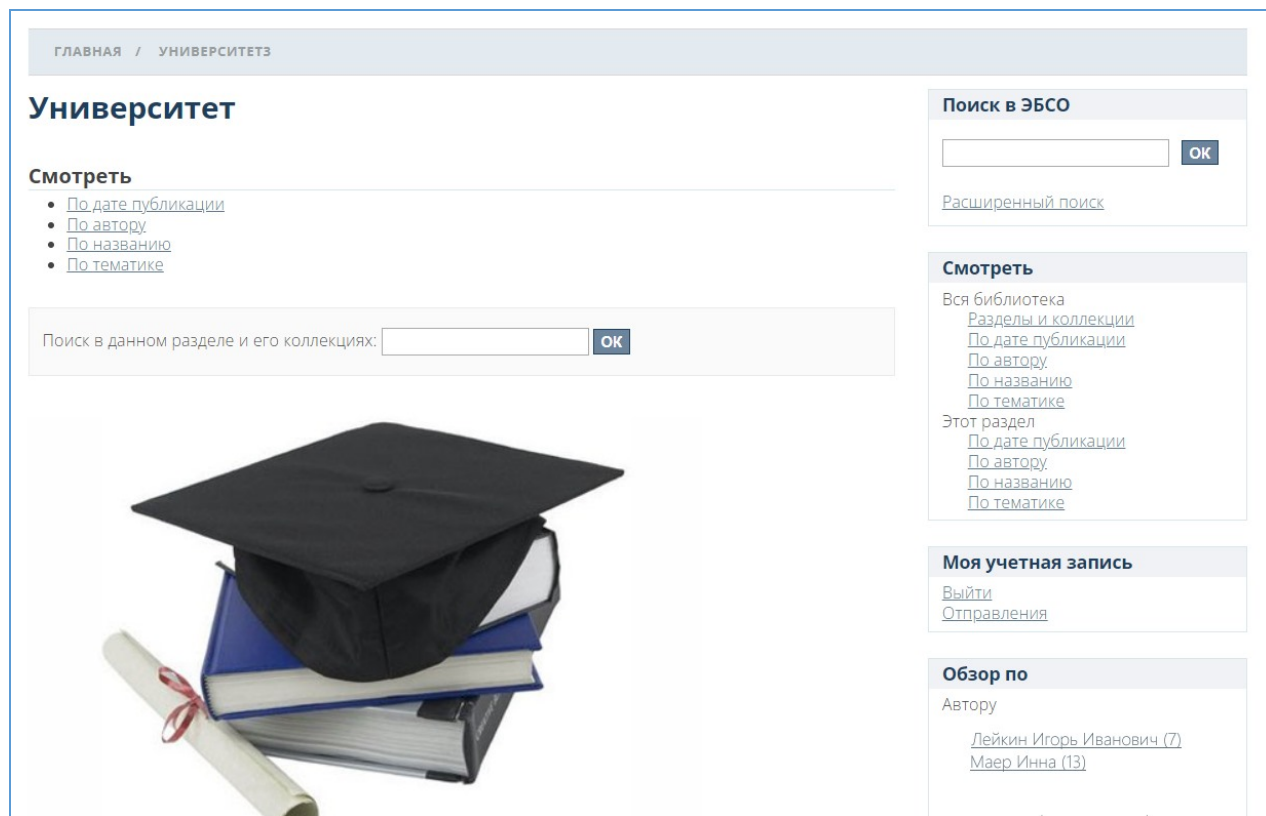 ГЛАВНАЯ / УНИВЕРСИТЕТ3
Университет
Смотреть
По дате публикации
По автору
По названию
По тематике
Поиск в данном разделе и его коллекциях: ОК
Поиск в ЭБСО
ОК
Расширенный поиск
Смотреть
Вся библиотека
Разделы и коллекции
По дате публикации
По автору
По названию
По тематике
Этот раздел
По дате публикации
По автору
По названию
По тематике
Моя учетная запись
Выйти
Отправления
Обзор по
Автору
Лейкин Игорь Иванович (7)
Маер Инна (13)